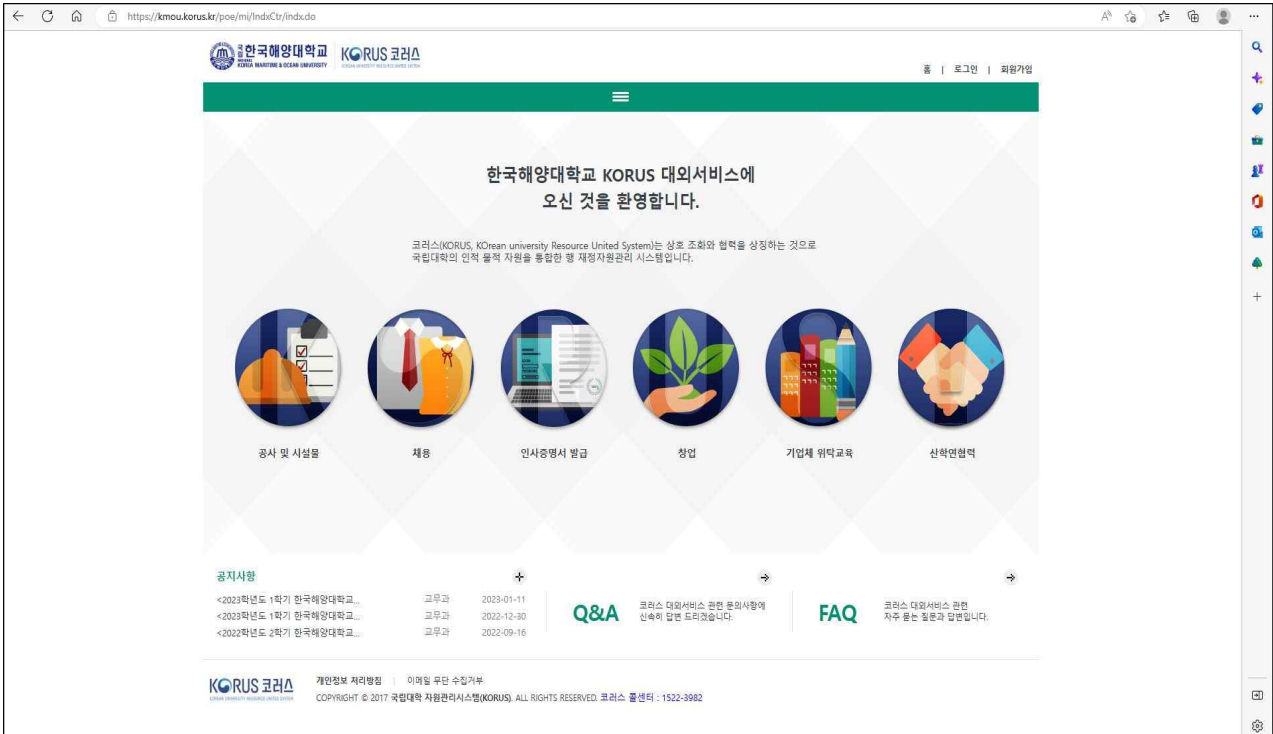 https://kmou.korus.kr/poe/mi/IndxCtr/indx.do
국립 한국해양대학교
NATIONAL KOREA MARITIME & OCEAN UNIVERSITY
KORUS 코러스
KOREAN UNIVERSITY RESOURCE UNITED SYSTEM
홈 | 로그인 | 회원가입
한국해양대학교 KORUS 대외서비스에
오신 것을 환영합니다.
코러스(KORUS, KOrean university Resource United System)는 상호 조화와 협력을 상징하는 것으로
국립대학의 인적 물적 자원을 통합한 행 재정자원관리 시스템입니다.
공사 및 시설물
채용
인사증명서 발급
창업
기업체 위탁교육
산학연협력
공지사항
<2023학년도 1학기 한국해양대학교... 교무과 2023-01-11
<2023학년도 1학기 한국해양대학교... 교무과 2022-12-30
<2022학년도 2학기 한국해양대학교... 교무과 2022-09-16
Q&A
코러스 대외서비스 관련 문의사항에
신속히 답변 드리겠습니다.
FAQ
코러스 대외서비스 관련
자주 묻는 질문과 답변입니다.
KORUS 코러스
KOREAN UNIVERSITY RESOURCE UNITED SYSTEM
개인정보 처리방침 | 이메일 무단 수집거부
COPYRIGHT © 2017 국립대학 자원관리시스템(KORUS). ALL RIGHTS RESERVED. 코러스 콜센터 : 1522-3982